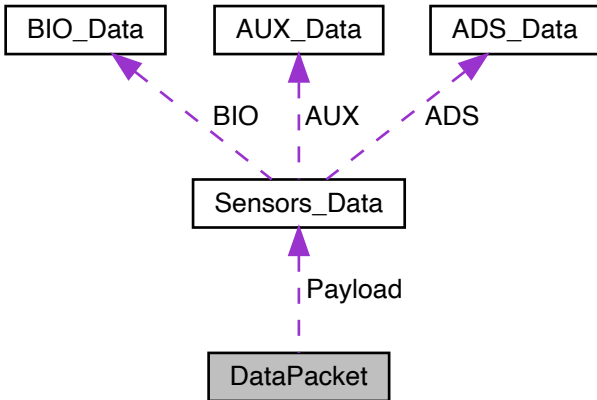 BIO_Data
AUX_Data
ADS_Data
BIO
AUX
ADS
Sensors_Data
Payload
DataPacket